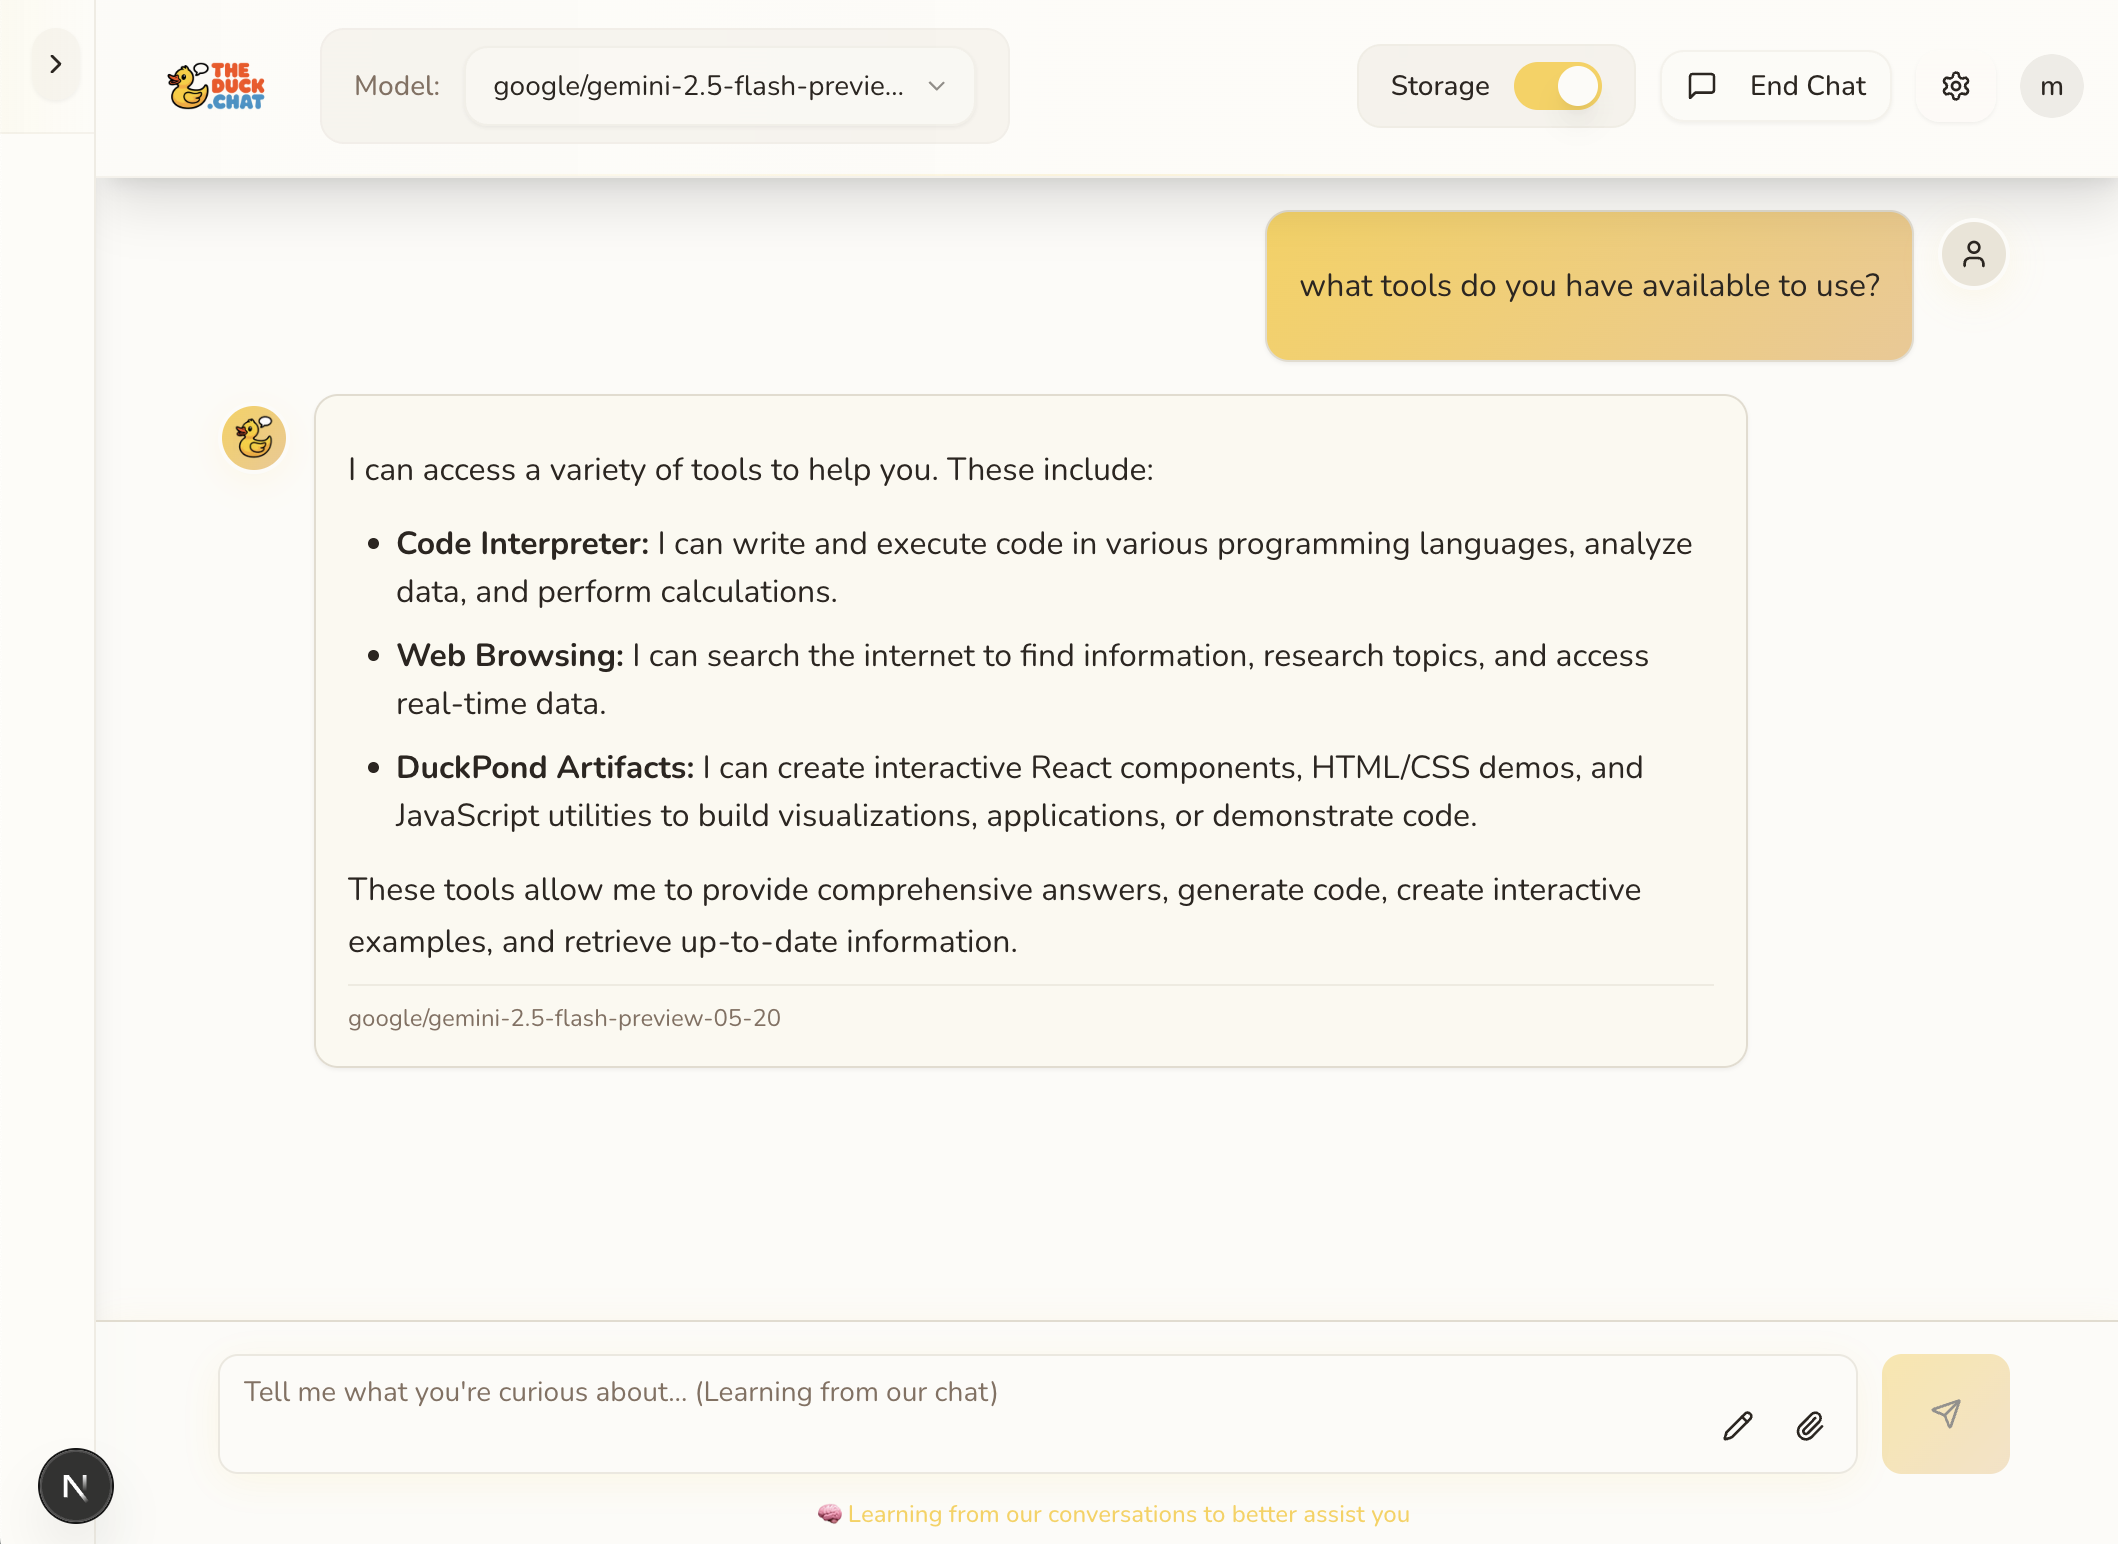 THE
DUCK
.CHAT
Model:
google/gemini-2.5-flash-previe...
Storage
End Chat
m
what tools do you have available to use?
I can access a variety of tools to help you. These include:
Code Interpreter: I can write and execute code in various programming languages, analyze
data, and perform calculations.
Web Browsing: I can search the internet to find information, research topics, and access
real-time data.
DuckPond Artifacts: I can create interactive React components, HTML/CSS demos, and
JavaScript utilities to build visualizations, applications, or demonstrate code.
These tools allow me to provide comprehensive answers, generate code, create interactive
examples, and retrieve up-to-date information.
google/gemini-2.5-flash-preview-05-20
Tell me what you're curious about... (Learning from our chat)
N
🧠 Learning from our conversations to better assist you